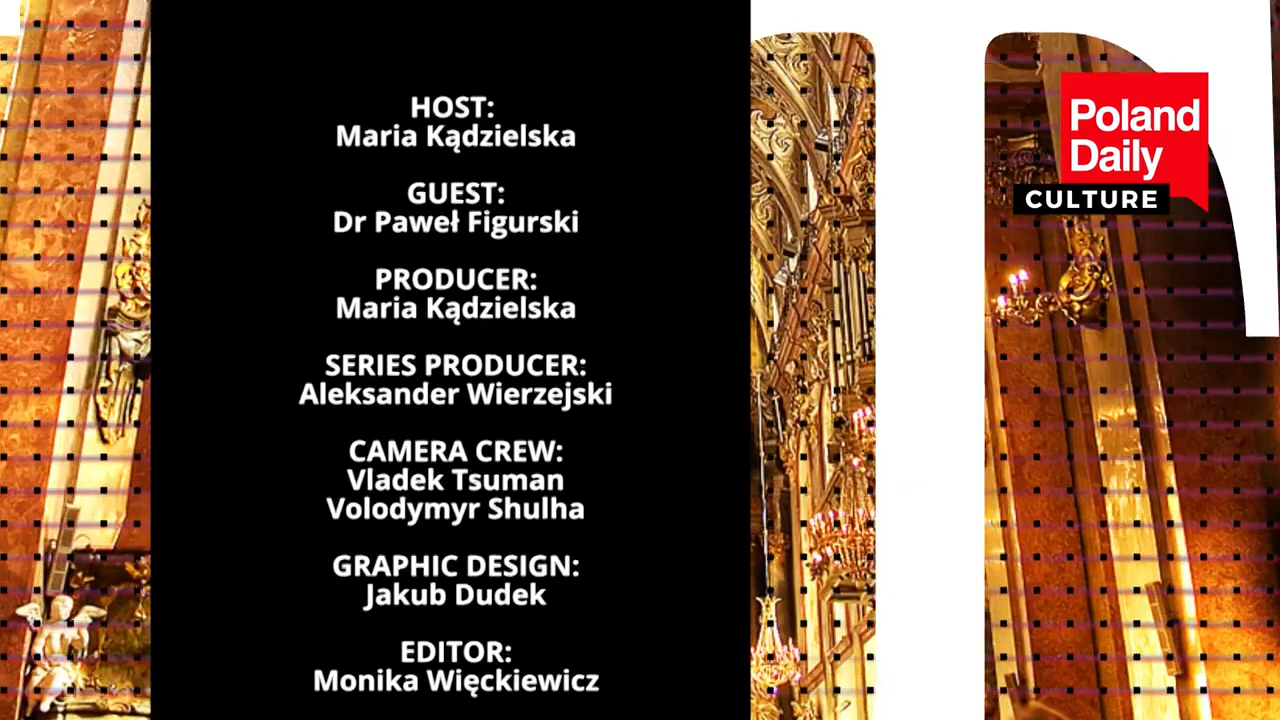 HOST:
Maria Kądzielska
GUEST:
Dr Paweł Figurski
PRODUCER:
Maria Kądzielska
SERIES PRODUCER:
Aleksander Wierzejski
CAMERA CREW:
Vladek Tsuman
Volodymyr Shulha
GRAPHIC DESIGN:
Jakub Dudek
EDITOR:
Monika Więckiewicz
Poland
Daily
CULTURE